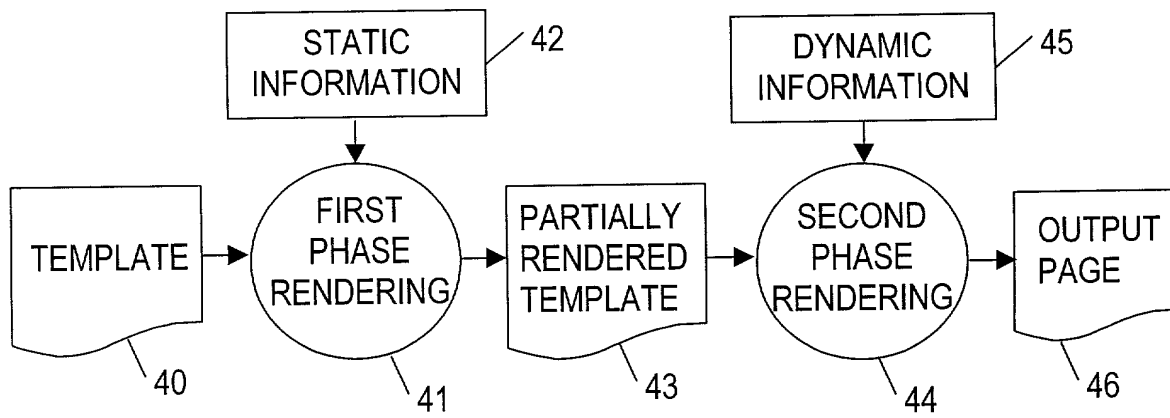 STATIC
INFORMATION
42
DYNAMIC
INFORMATION
45
TEMPLATE
40
FIRST
PHASE
RENDERING
41
PARTIALLY
RENDERED
TEMPLATE
43
SECOND
PHASE
RENDERING
44
OUTPUT
PAGE
46